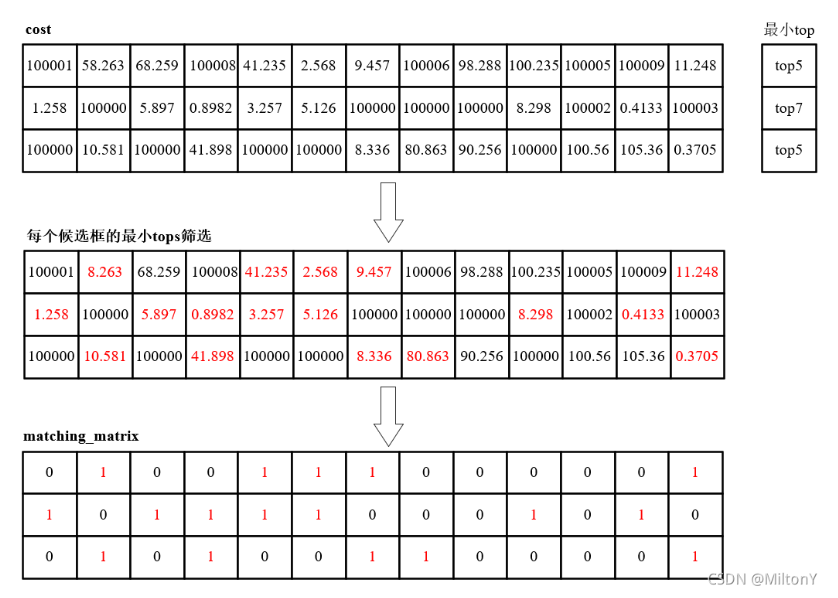 cost 最小top
100001 58.263 68.259 100008 41.235 2.568 9.457 100006 98.288 100.235 100005 100009 11.248 top5
1.258 100000 5.897 0.8982 3.257 5.126 100000 100000 100000 8.298 100002 0.4133 100003 top7
100000 10.581 100000 41.898 100000 100000 8.336 80.863 90.256 100000 100.56 105.36 0.3705 top5
每个候选框的最小tops筛选
100001 8.263 68.259 100008 41.235 2.568 9.457 100006 98.288 100.235 100005 100009 11.248
1.258 100000 5.897 0.8982 3.257 5.126 100000 100000 100000 8.298 100002 0.4133 100003
100000 10.581 100000 41.898 100000 100000 8.336 80.863 90.256 100000 100.56 105.36 0.3705
matching_matrix
0 1 0 0 1 1 1 0 0 0 0 0 1
1 0 1 1 1 1 0 0 0 1 0 1 0
0 1 0 1 0 0 1 1 0 0 0 0 1
CSDN @MiltonY